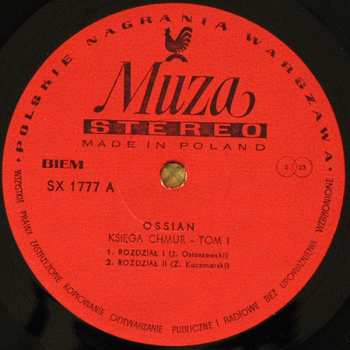 · POLSKIE NAGRANIA WARSZAWA ·
Muza
STEREO
MADE IN POLAND
BIEM
SX 1777 A
OSSIAN
KSIĘGA CHMUR - TOM I
1. ROZDZIAŁ I (J. Ostaszewski)
2. ROZDZIAŁ II (Z. Kaczmarski)
WSZYSTKIE PRAWA ZASTRZEŻONE KOPIOWANIE ODTWARZANIE PUBLICZNE I RADIOWE BEZ UPOWAŻNIENIA WZBRONIONE